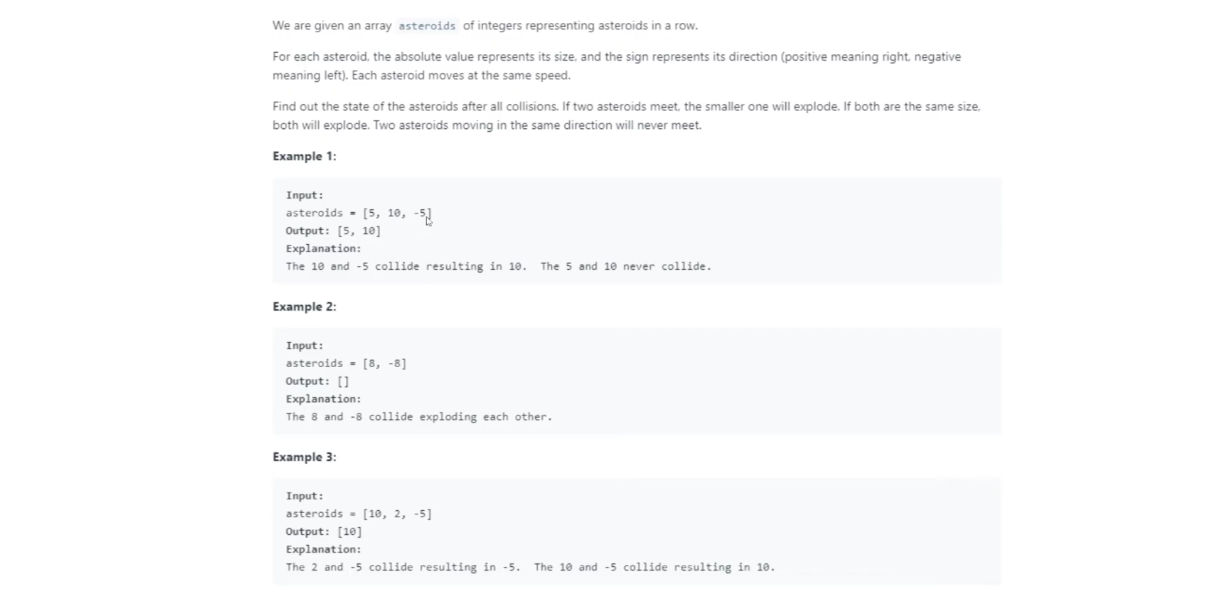 We are given an array asteroids of integers representing asteroids in a row.
For each asteroid, the absolute value represents its size, and the sign represents its direction (positive meaning right, negative
meaning left). Each asteroid moves at the same speed.
Find out the state of the asteroids after all collisions. If two asteroids meet, the smaller one will explode. If both are the same size,
both will explode. Two asteroids moving in the same direction will never meet.
Example 1:
Input:
asteroids = [5, 10, -5]
Output: [5, 10]
Explanation:
The 10 and -5 collide resulting in 10.  The 5 and 10 never collide.
Example 2:
Input:
asteroids = [8, -8]
Output: []
Explanation:
The 8 and -8 collide exploding each other.
Example 3:
Input:
asteroids = [10, 2, -5]
Output: [10]
Explanation:
The 2 and -5 collide resulting in -5.  The 10 and -5 collide resulting in 10.